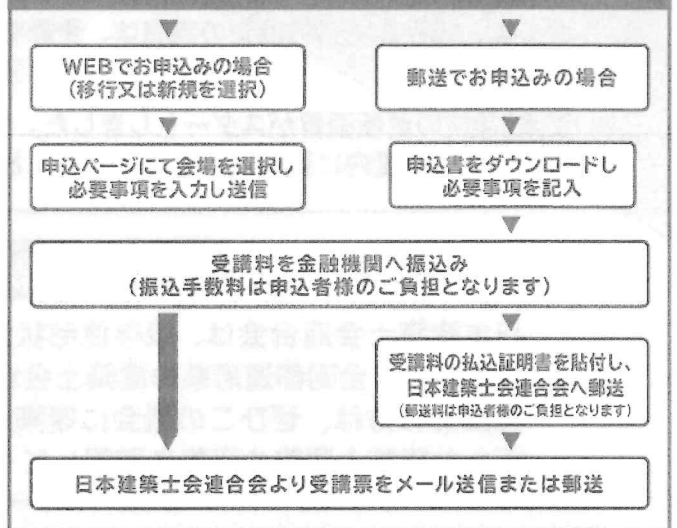 WEBでお申込みの場合
(移行又は新規を選択)
郵送でお申込みの場合
申込ページにて会場を選択し
必要事項を入力し送信
申込書をダウンロードし
必要事項を記入
受講料を金融機関へ振込み
(振込手数料は申込者様のご負担となります)
受講料の払込証明書を貼付し、
日本建築士会連合会へ郵送
(郵送料は申込者様のご負担となります)
日本建築士会連合会より受講票をメール送信または郵送